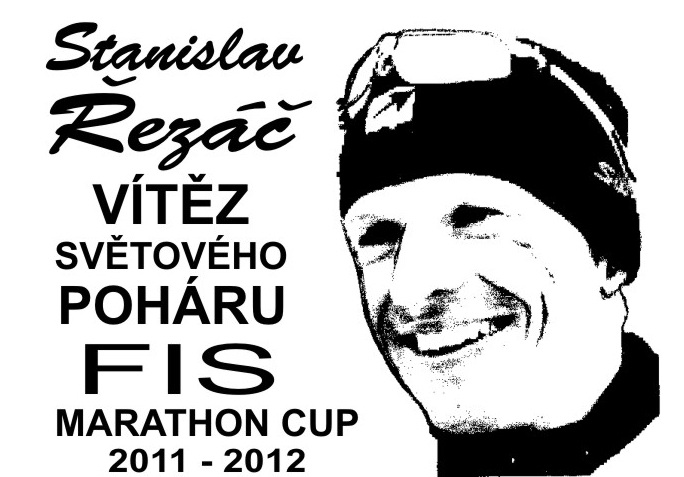 Stanislav
Řezáč
VÍTĚZ
SVĚTOVÉHO
POHÁRU
FIS
MARATHON CUP
2011 - 2012